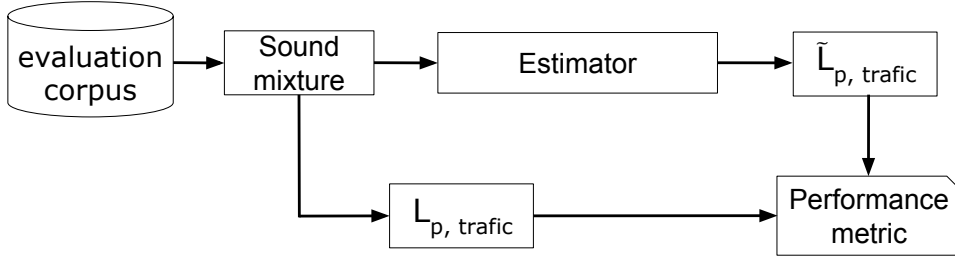 evaluation
corpus
Sound
mixture
Estimator
L̃p, trafic
Lp, trafic
Performance
metric